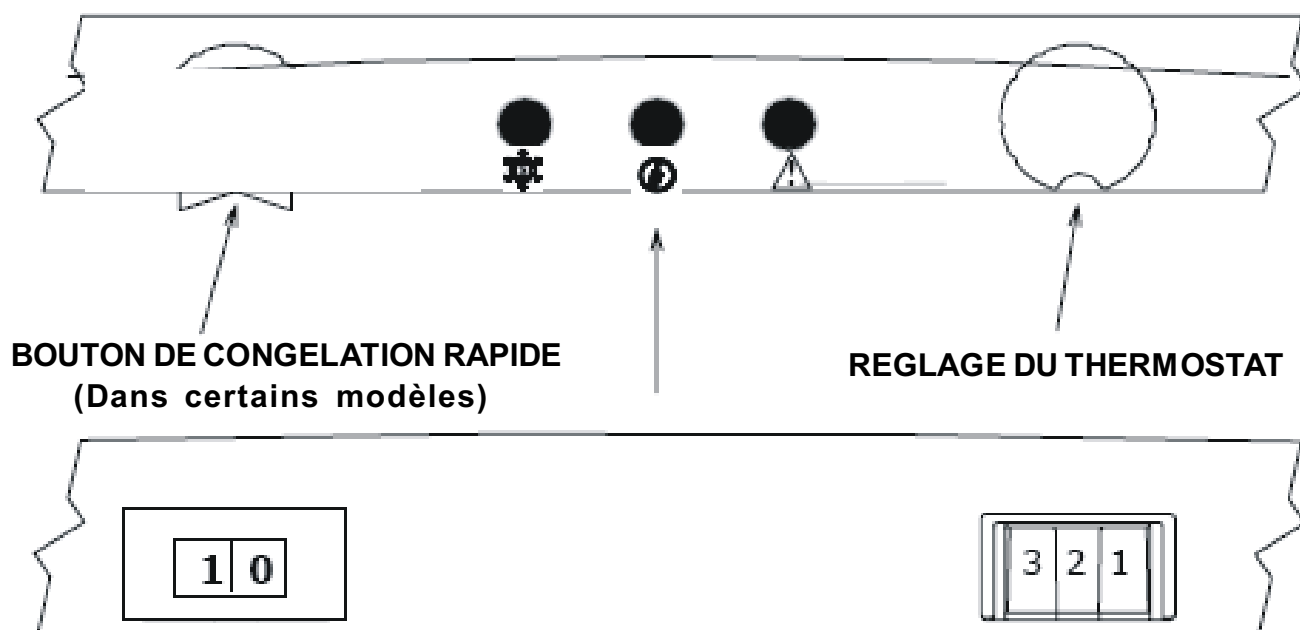 BOUTON DE CONGELATION RAPIDE
(Dans certains modèles)
REGLAGE DU THERMOSTAT
1 0
3 2 1